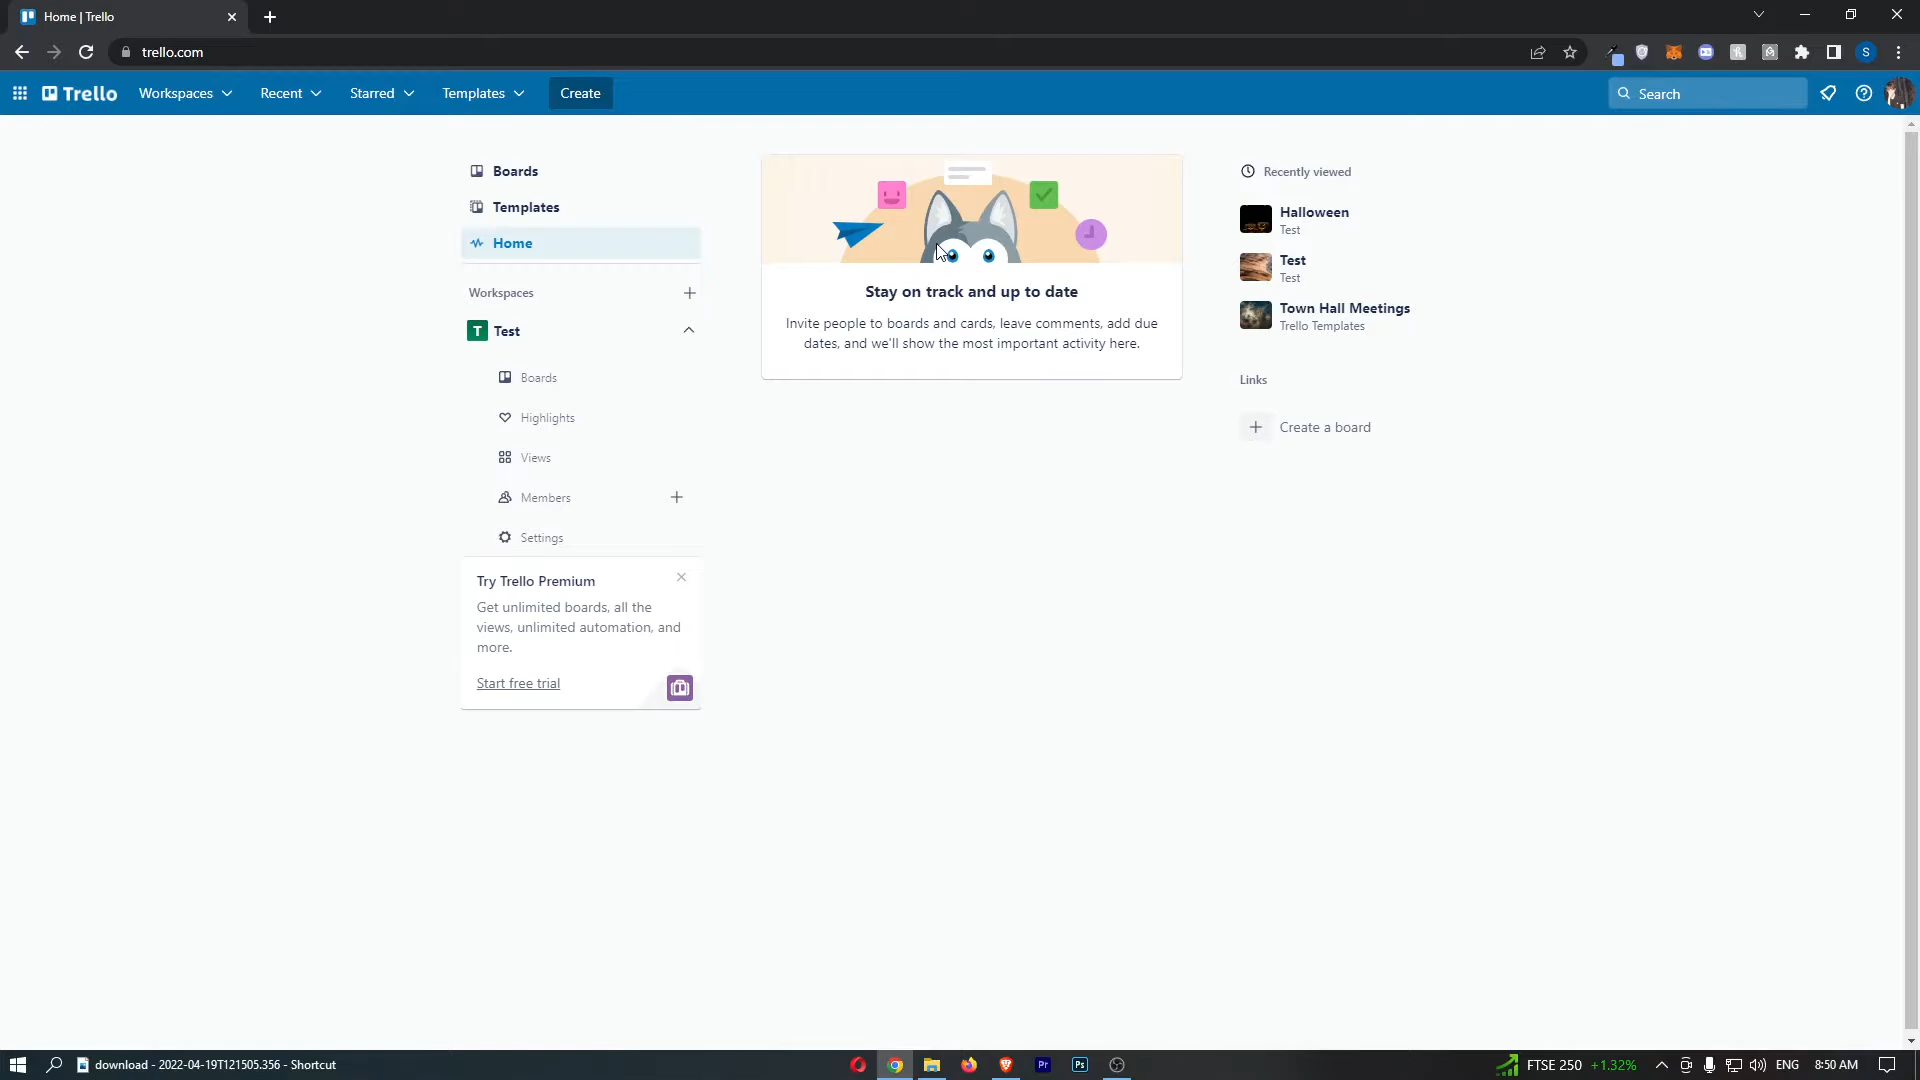 Home | Trello
trello.com
Trello
Workspaces
Recent
Starred
Templates
Create
Search
Boards
Templates
Home
Workspaces
T Test
Boards
Highlights
Views
Members
Settings
Try Trello Premium
Get unlimited boards, all the
views, unlimited automation, and
more.
Start free trial
Stay on track and up to date
Invite people to boards and cards, leave comments, add due
dates, and we'll show the most important activity here.
Recently viewed
Halloween
Test
Test
Test
Town Hall Meetings
Trello Templates
Links
Create a board
S
download - 2022-04-19T121505.356 - Shortcut
Pr
Ps
FTSE 250 +1.32%
ENG
8:50 AM